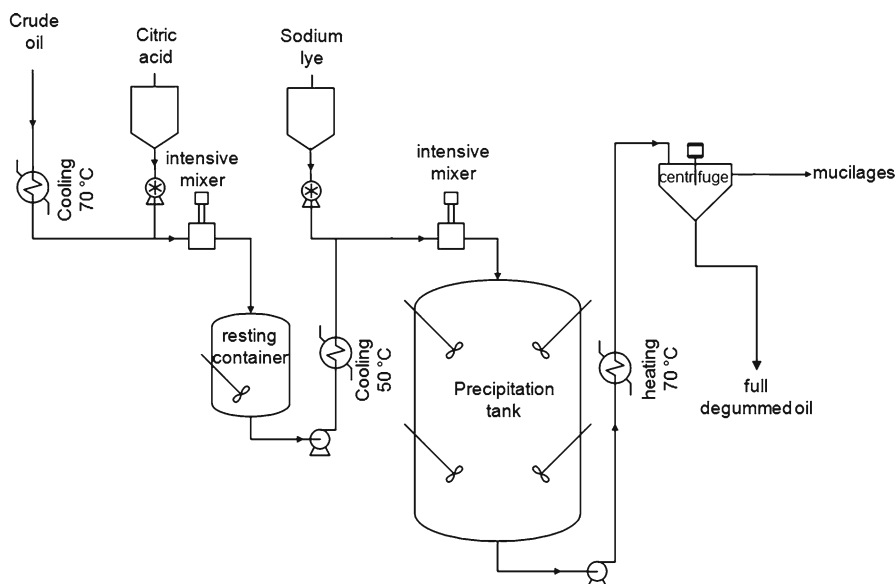 Crude
oil
Citric
acid
Sodium
lye
intensive
mixer
intensive
mixer
Cooling
70 °C
centrifuge
mucilages
resting
container
Cooling
50 °C
Precipitation
tank
heating
70 °C
full
degummed oil